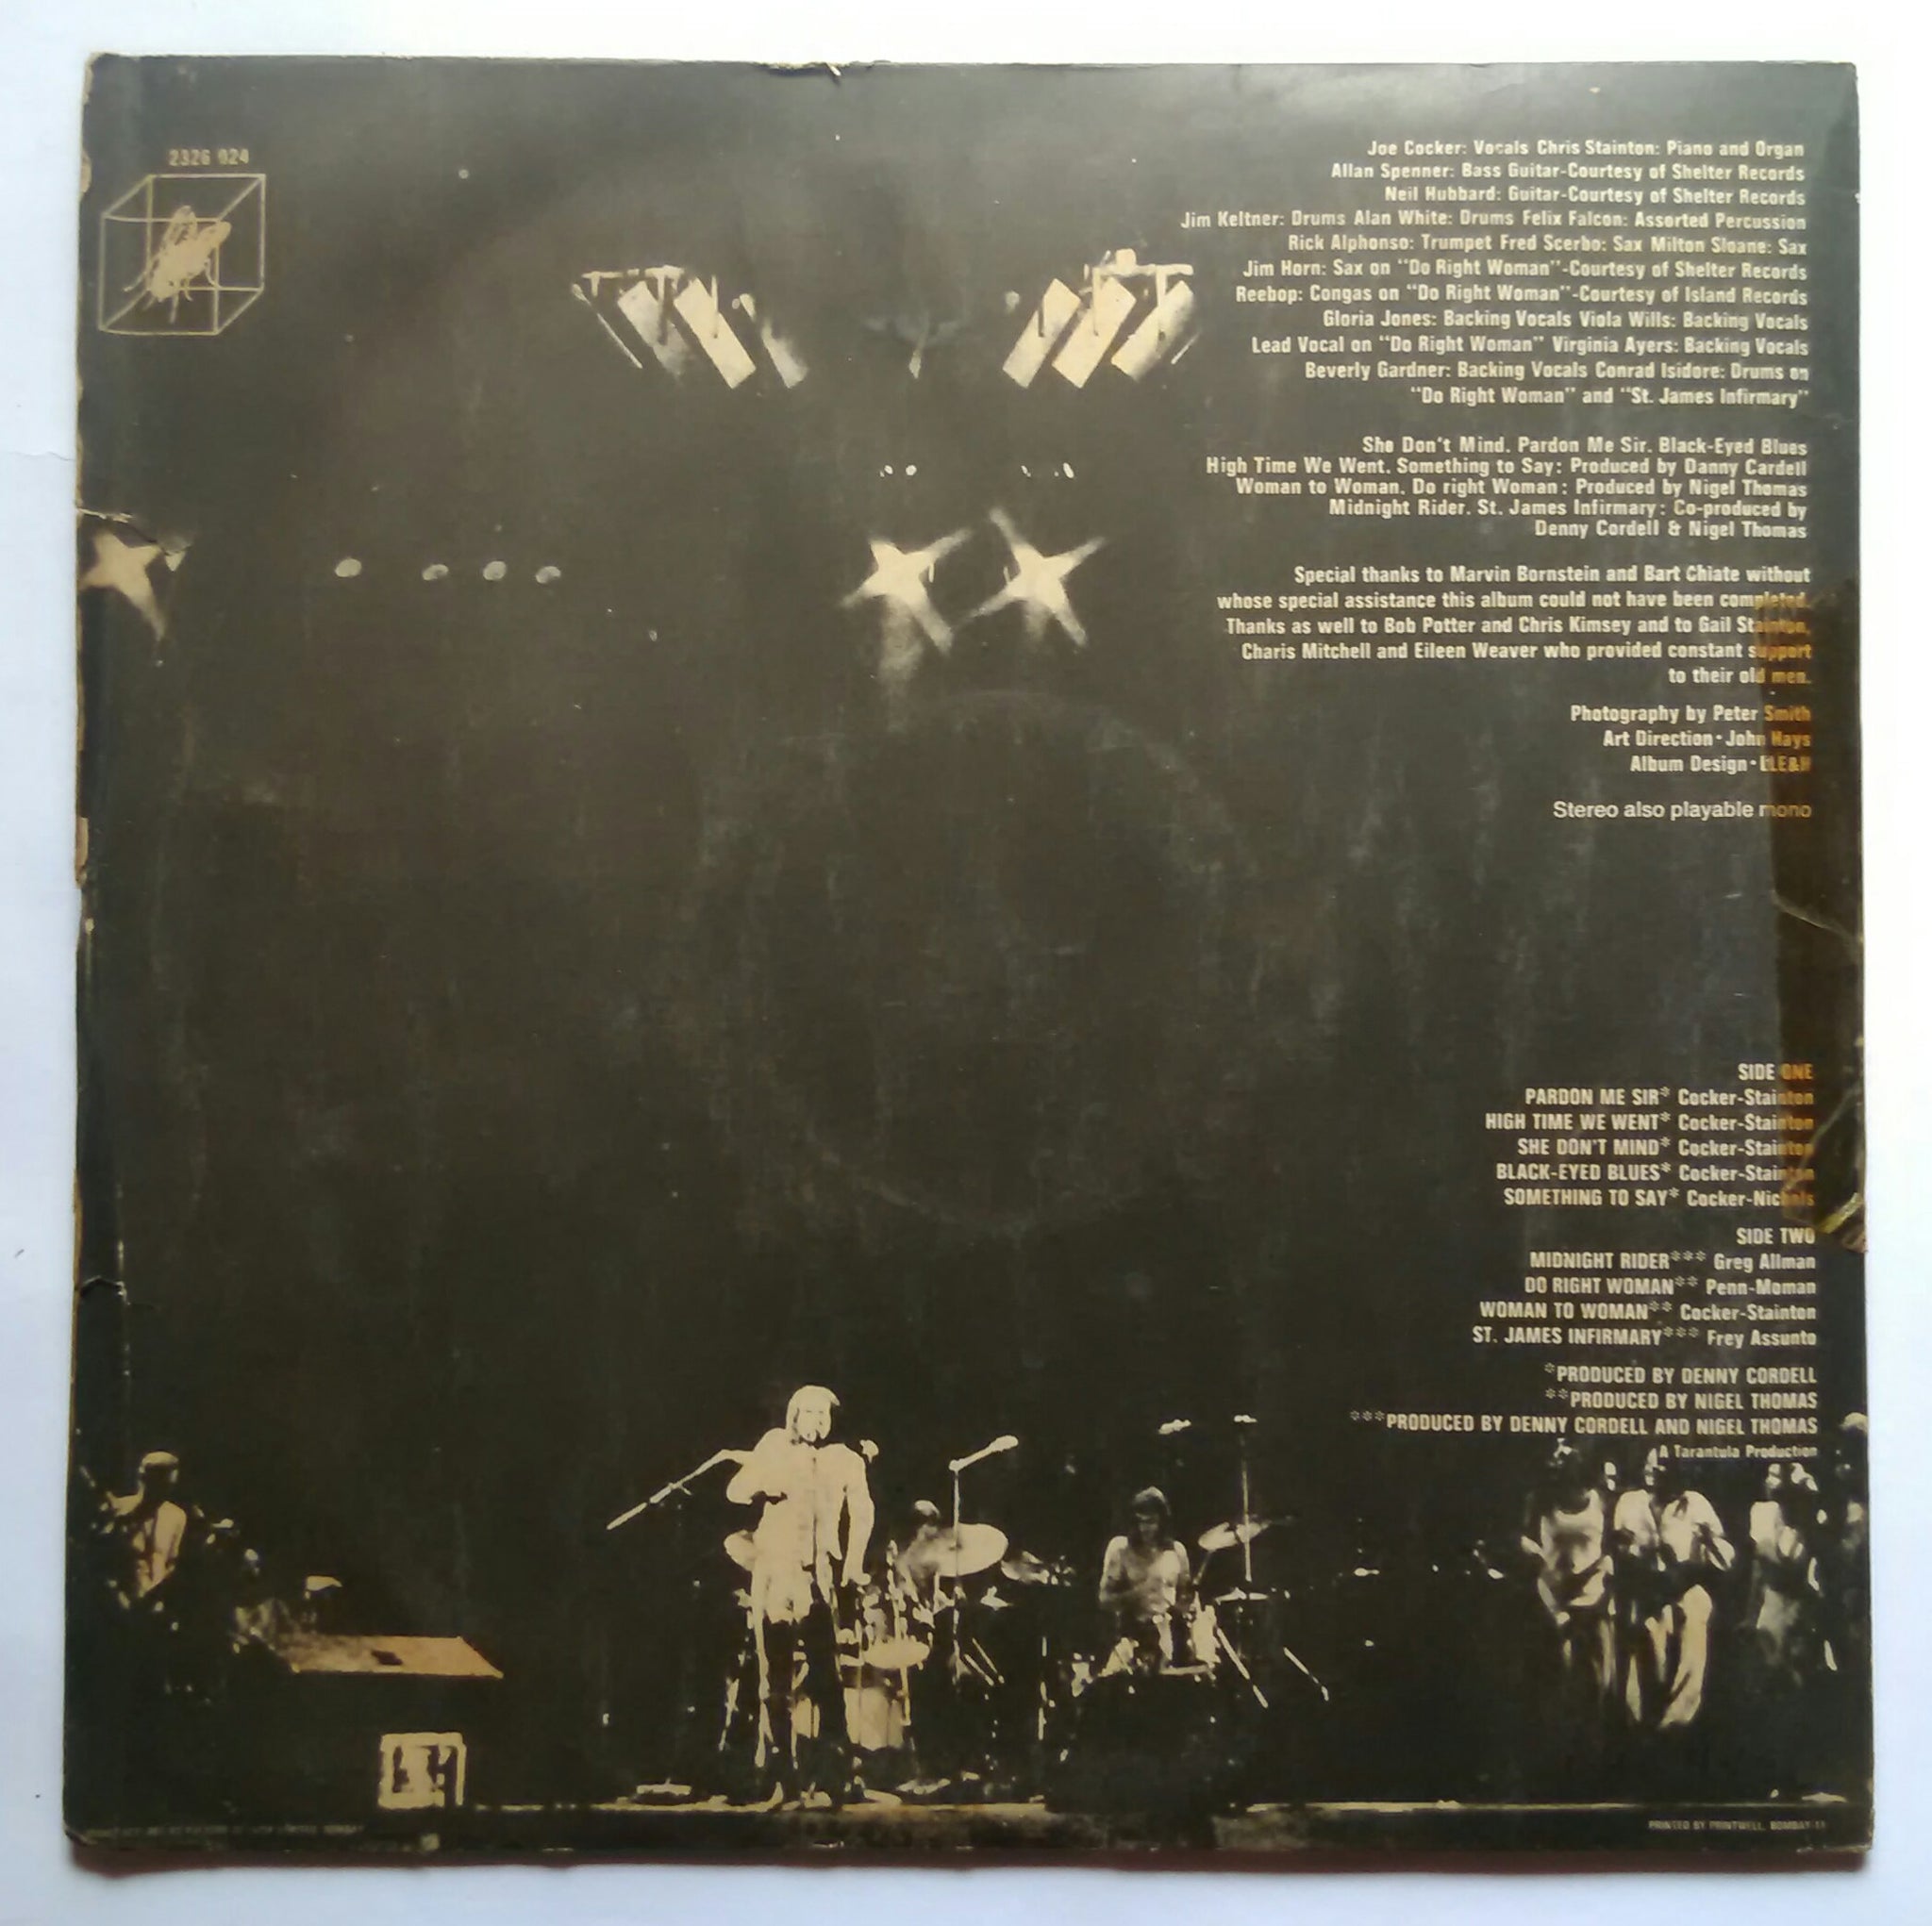 2326 024
Joe Cocker: Vocals Chris Stainton: Piano and Organ
Allan Spenner: Bass Guitar-Courtesy of Shelter Records
Neil Hubbard: Guitar-Courtesy of Shelter Records
Jim Keltner: Drums Alan White: Drums Felix Falcon: Assorted Percussion
Rick Alphonso: Trumpet Fred Scerbo: Sax Milton Sloane: Sax
Jim Horn: Sax on "Do Right Woman"-Courtesy of Shelter Records
Reebop: Congas on "Do Right Woman"-Courtesy of Island Records
Gloria Jones: Backing Vocals Viola Wills: Backing Vocals
Lead Vocal on "Do Right Woman" Virginia Ayers: Backing Vocals
Beverly Gardner: Backing Vocals Conrad Isidore: Drums on
"Do Right Woman" and "St. James Infirmary"
She Don't Mind. Pardon Me Sir. Black-Eyed Blues
High Time We Went. Something to Say: Produced by Danny Cardell
Woman to Woman. Do right Woman: Produced by Nigel Thomas
Midnight Rider. St. James Infirmary: Co-produced by
Denny Cordell & Nigel Thomas
Special thanks to Marvin Bornstein and Bart Chiate without
whose special assistance this album could not have been completed.
Thanks as well to Bob Potter and Chris Kimsey and to Gail Stainton,
Charis Mitchell and Eileen Weaver who provided constant support
to their old men.
Photography by Peter Smith
Art Direction • John Hays
Album Design •
Stereo also playable mono
SIDE ONE
PARDON ME SIR* Cocker-Stainton
HIGH TIME WE WENT* Cocker-Stainton
SHE DON'T MIND* Cocker-Stainton
BLACK-EYED BLUES* Cocker-Stainton
SOMETHING TO SAY* Cocker-Nichols
SIDE TWO
MIDNIGHT RIDER*** Greg Allman
DO RIGHT WOMAN** Penn-Moman
WOMAN TO WOMAN** Cocker-Stainton
ST. JAMES INFIRMARY*** Frey Assunto
*PRODUCED BY DENNY CORDELL
**PRODUCED BY NIGEL THOMAS
***PRODUCED BY DENNY CORDELL AND NIGEL THOMAS
A Tarantula Production
PRINTED BY PRINTWELL, BOMBAY-11